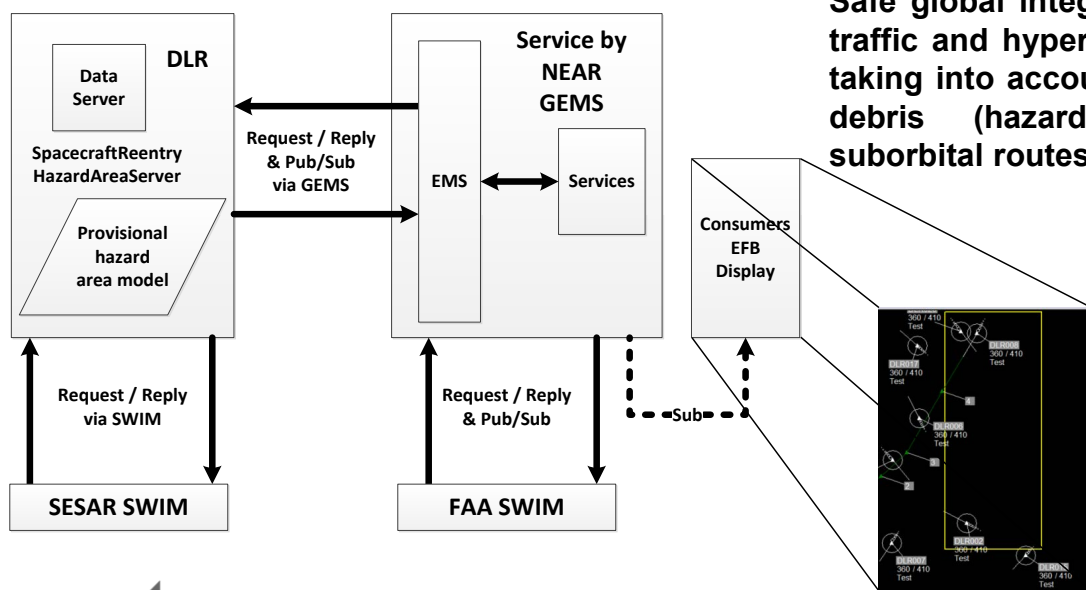 Safe global integ
traffic and hyper
taking into accou
debris (hazard
suborbital routes
DLR
Data
Server
SpacecraftReentry
HazardAreaServer
Provisional
hazard
area model
Request / Reply
& Pub/Sub
via GEMS
Service by
NEAR
GEMS
EMS
Services
Consumers
EFB
Display
Request / Reply
via SWIM
Request / Reply
& Pub/Sub
Sub
SESAR SWIM
FAA SWIM
360 / 410
Test
DLR008
360 / 410
Test
DLR017
360 / 410
Test
4
DLR006
360 / 410
Test
3
2
DLR002
360 / 410
Test
DLR007
360 / 410
Test
360 / 410
Test